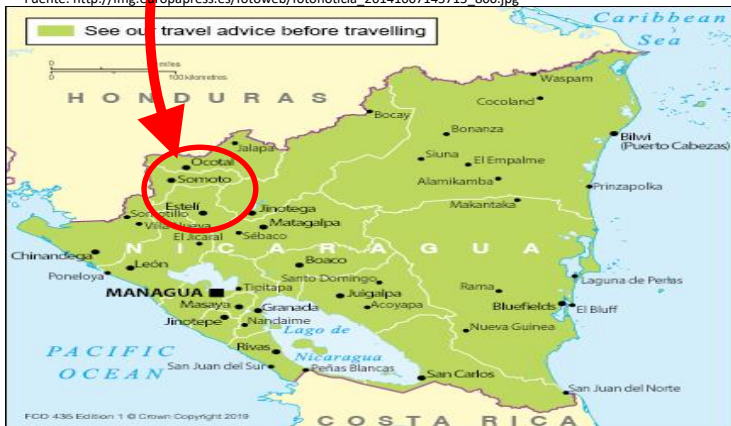 Fuente: http://img.europapress.es/fotoweb/fotonoticia_20141007145715_800.jpg
See our travel advice before travelling
Caribbean
Sea
miles
100 kilometres
HONDURAS
Waspam
Cocoland
Bocay
Bonanza
Bilwi
(Puerto Cabezas)
Jalapa
Ocotal
Siuna
El Empalme
Somoto
Alamikamba
Prinzapolka
Estelí
Jinotega
Makantaka
Somotillo
Villa Nueva
Matagalpa
El Jicaral
Sébaco
NICARAGUA
Chinandega
León
Boaco
Poneloya
Santo Domingo
Laguna de Perlas
MANAGUA
Tipitapa
Juigalpa
Rama
Masaya
Granada
Acoyapa
Bluefields
El Bluff
Jinotepe
Nandaime
Nueva Guinea
Lago de
Nicaragua
PACIFIC
OCEAN
Rivas
San Juan del Sur
Peñas Blancas
San Carlos
San Juan del Norte
FCO 435 Edition 1 © Crown Copyright 2019
COSTA RICA